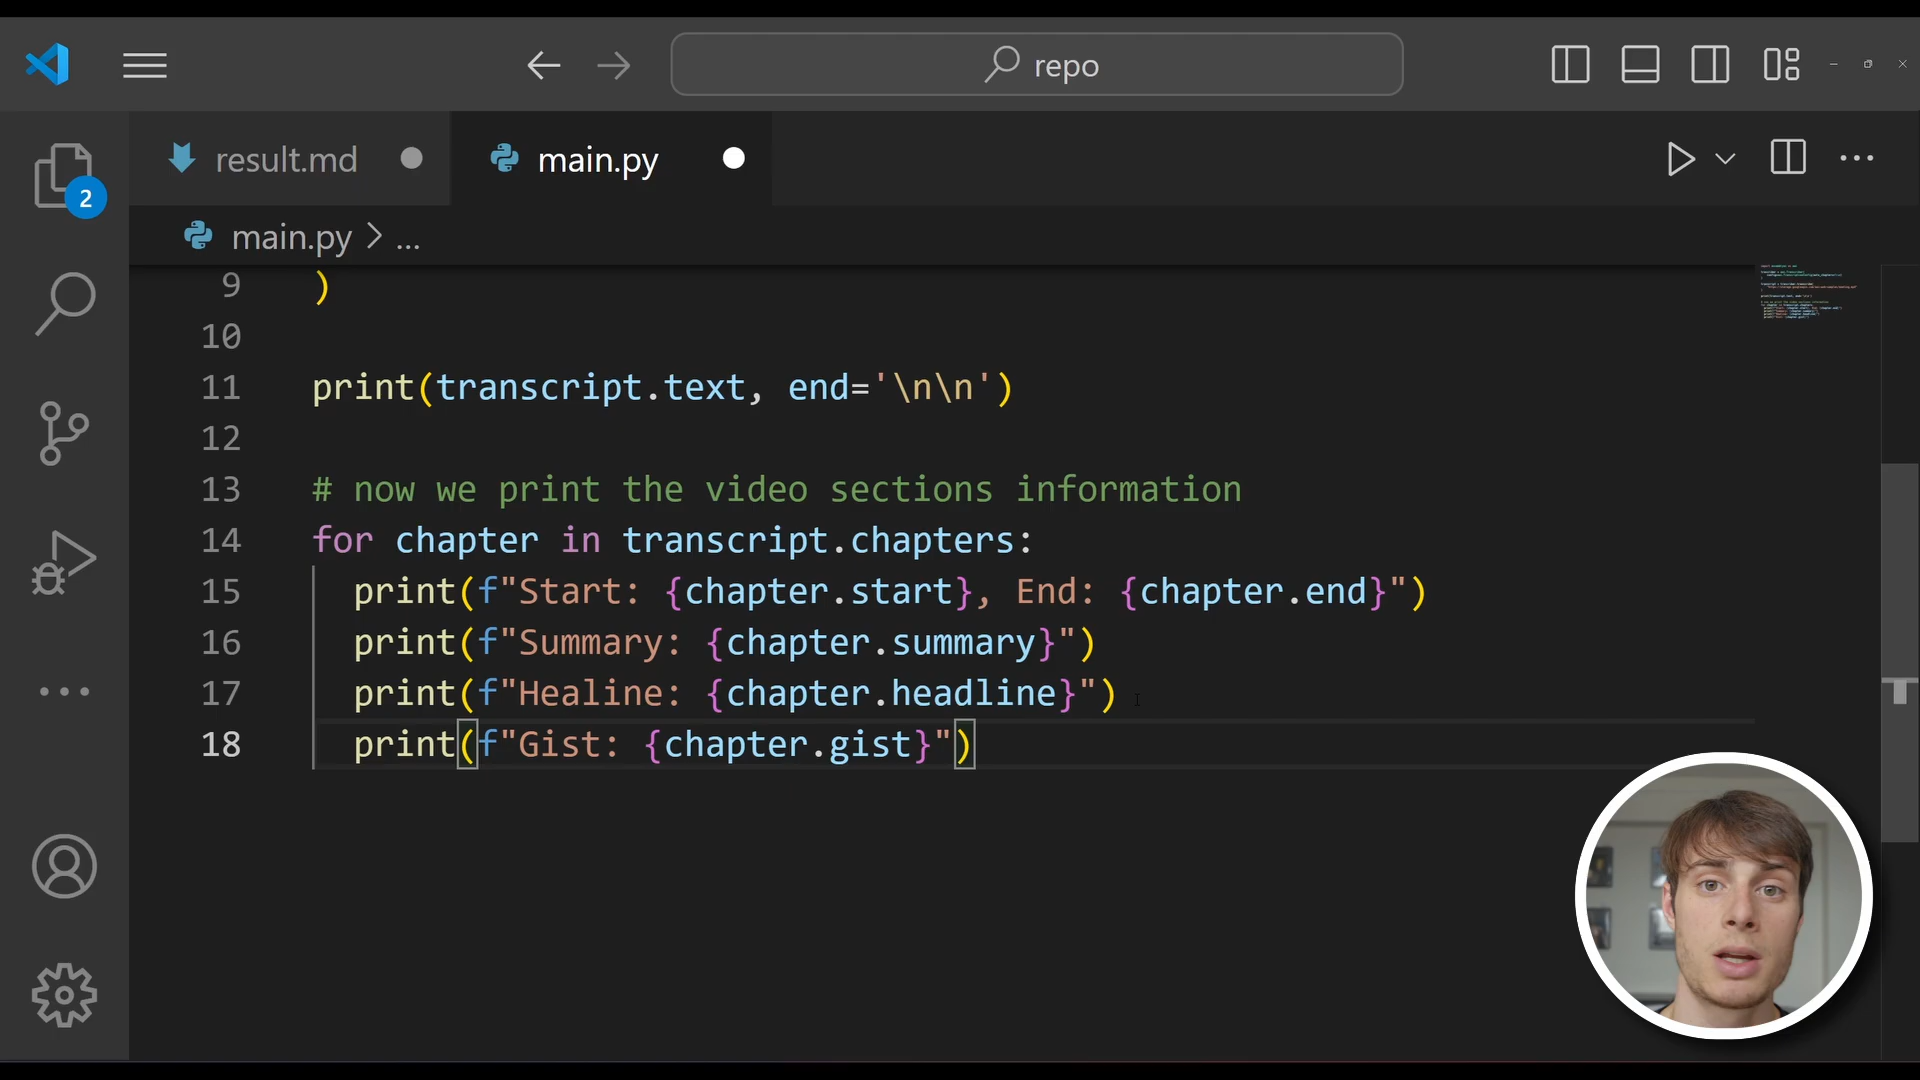 repo
2
result.md
main.py
main.py > ...
9 )
10
11 print(transcript.text, end='\n\n')
12
13 # now we print the video sections information
14 for chapter in transcript.chapters:
15 print(f"Start: {chapter.start}, End: {chapter.end}")
16 print(f"Summary: {chapter.summary}")
17 print(f"Healine: {chapter.headline}")
18 print(f"Gist: {chapter.gist}")